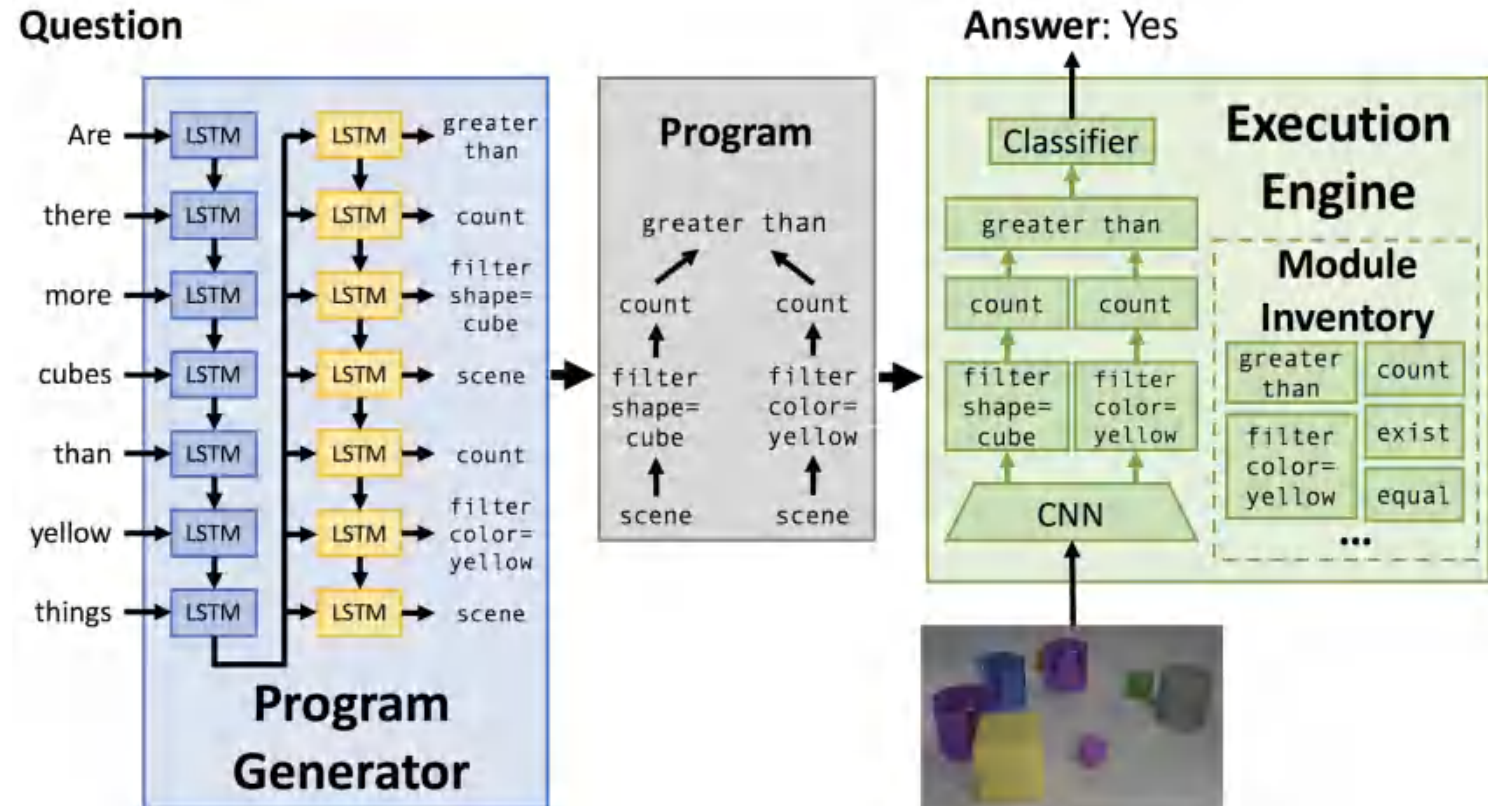 Question
Answer: Yes
Are
LSTM
LSTM
greater
than
there
LSTM
LSTM
count
more
LSTM
LSTM
filter
shape=
cube
cubes
LSTM
LSTM
scene
than
LSTM
LSTM
count
yellow
LSTM
LSTM
filter
color=
yellow
things
LSTM
LSTM
scene
Program
Generator
Program
greater than
count
count
filter
shape=
cube
filter
color=
yellow
scene
scene
Execution
Engine
Classifier
greater than
count
count
filter
shape=
cube
filter
color=
yellow
CNN
Module
Inventory
greater
than
count
filter
color=
yellow
exist
equal
...